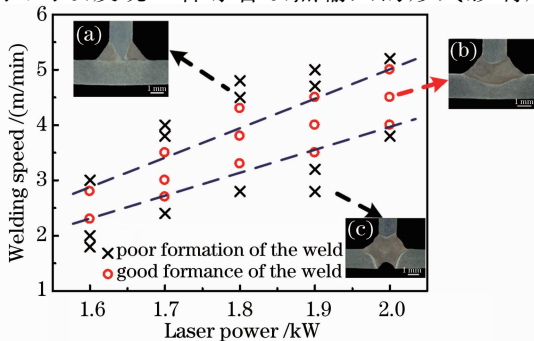 (a)
1 mm
(b)
1 mm
(c)
1 mm
Welding speed /(m/min)
6
5
4
3
2
1
× poor formation of the weld
○ good formance of the weld
1.6 1.7 1.8 1.9 2.0
Laser power /kW